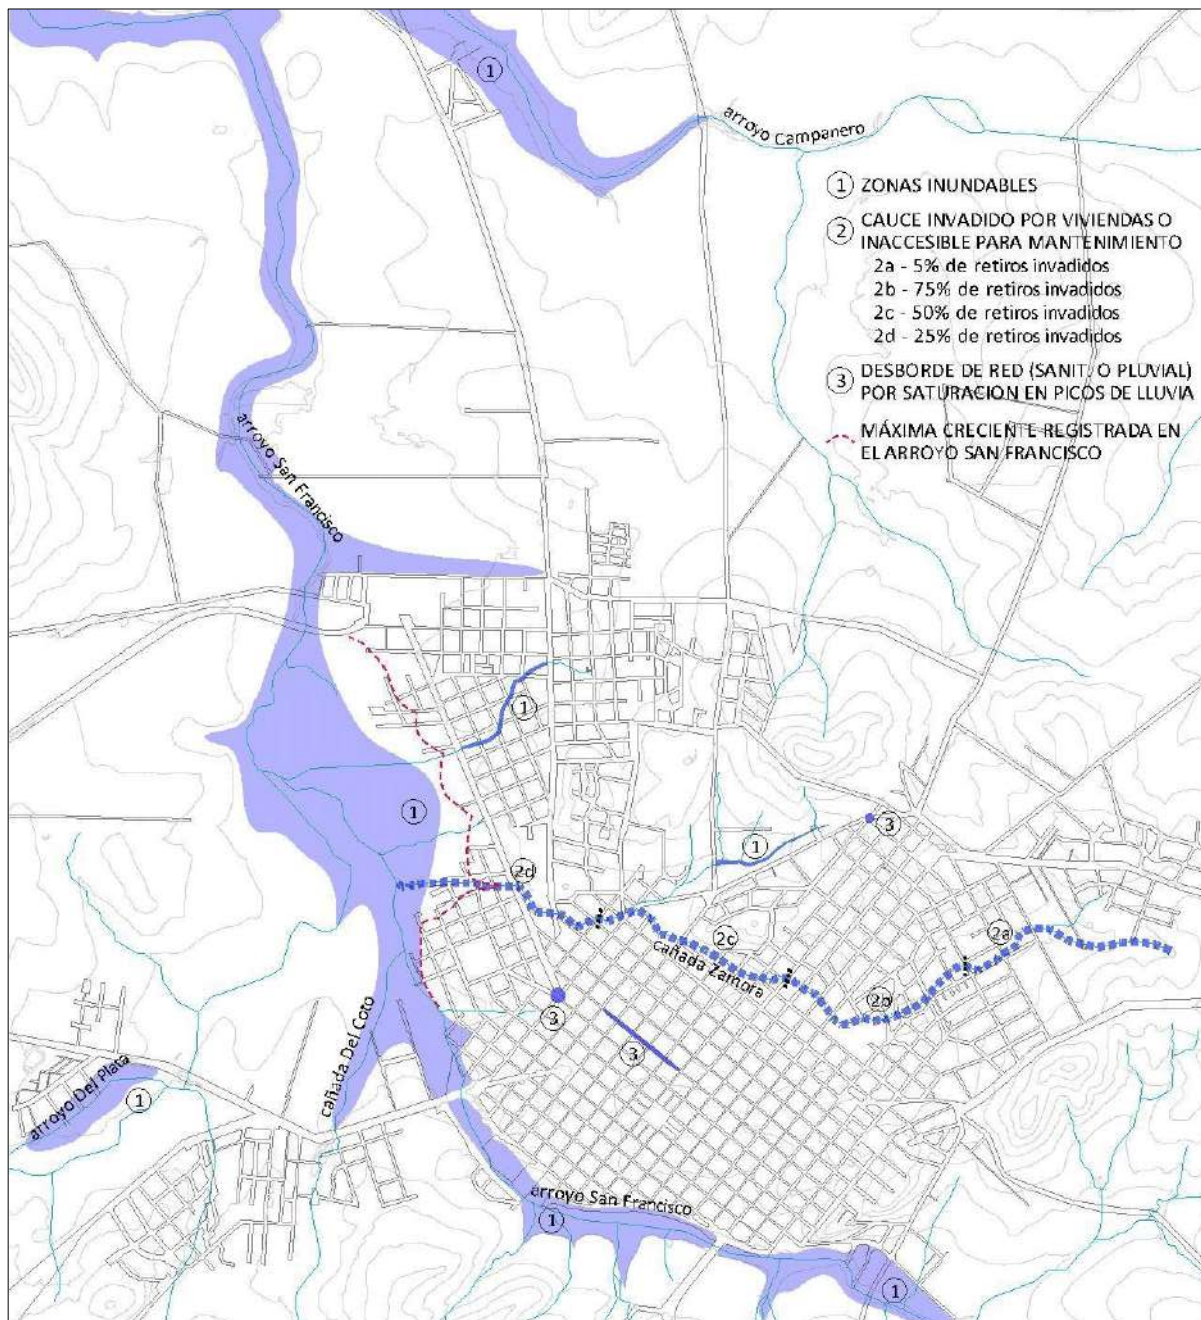 1
arroyo Campanero
1 ZONAS INUNDABLES
2 CAUCE INVADIDO POR VIVIENDAS O
INACCESIBLE PARA MANTENIMIENTO
2a - 5% de retiros invadidos
2b - 75% de retiros invadidos
2c - 50% de retiros invadidos
2d - 25% de retiros invadidos
3 DESBORDE DE RED (SANIT. O PLUVIAL)
POR SATURACION EN PICOS DE LLUVIA
MÁXIMA CRECIENTE REGISTRADA EN
EL ARROYO SAN FRANCISCO
arroyo San Francisco
1
1
3
1
2d
2c
2a
cañada Zamora
2b
3
3
cañada Del Coto
arroyo Del Plata
1
arroyo San Francisco
1
1